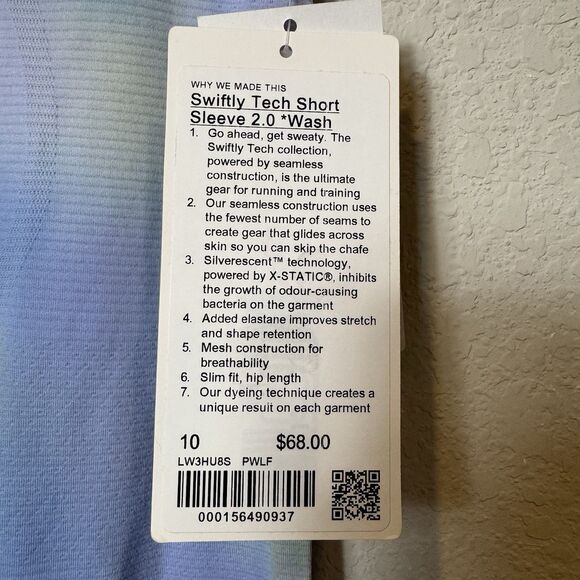 WHY WE MADE THIS
Swiftly Tech Short
Sleeve 2.0 *Wash
1. Go ahead, get sweaty. The
Swiftly Tech collection,
powered by seamless
construction, is the ultimate
gear for running and training
2. Our seamless construction uses
the fewest number of seams to
create gear that glides across
skin so you can skip the chafe
3. Silverescent™ technology,
powered by X-STATIC®, inhibits
the growth of odour-causing
bacteria on the garment
4. Added elastane improves stretch
and shape retention
5. Mesh construction for
breathability
6. Slim fit, hip length
7. Our dyeing technique creates a
unique result on each garment
10 $68.00
LW3HU8S PWLF
000156490937